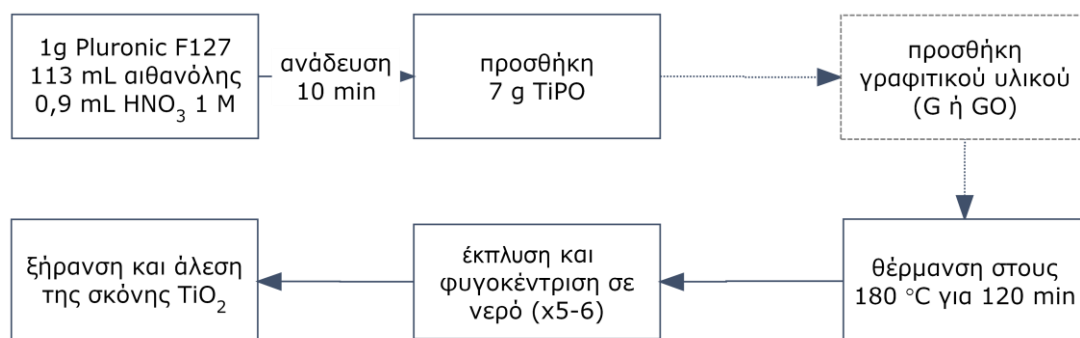 1g Pluronic F127
113 mL αιθανόλης
0,9 mL HNO₃ 1 M
ανάδευση
10 min
προσθήκη
7 g TiPO
προσθήκη
γραφιτικού υλικού
(G ή GO)
θέρμανση στους
180 °C για 120 min
έκπλυση και
φυγοκέντριση σε
νερό (x5-6)
ξήρανση και άλεση
της σκόνης TiO₂